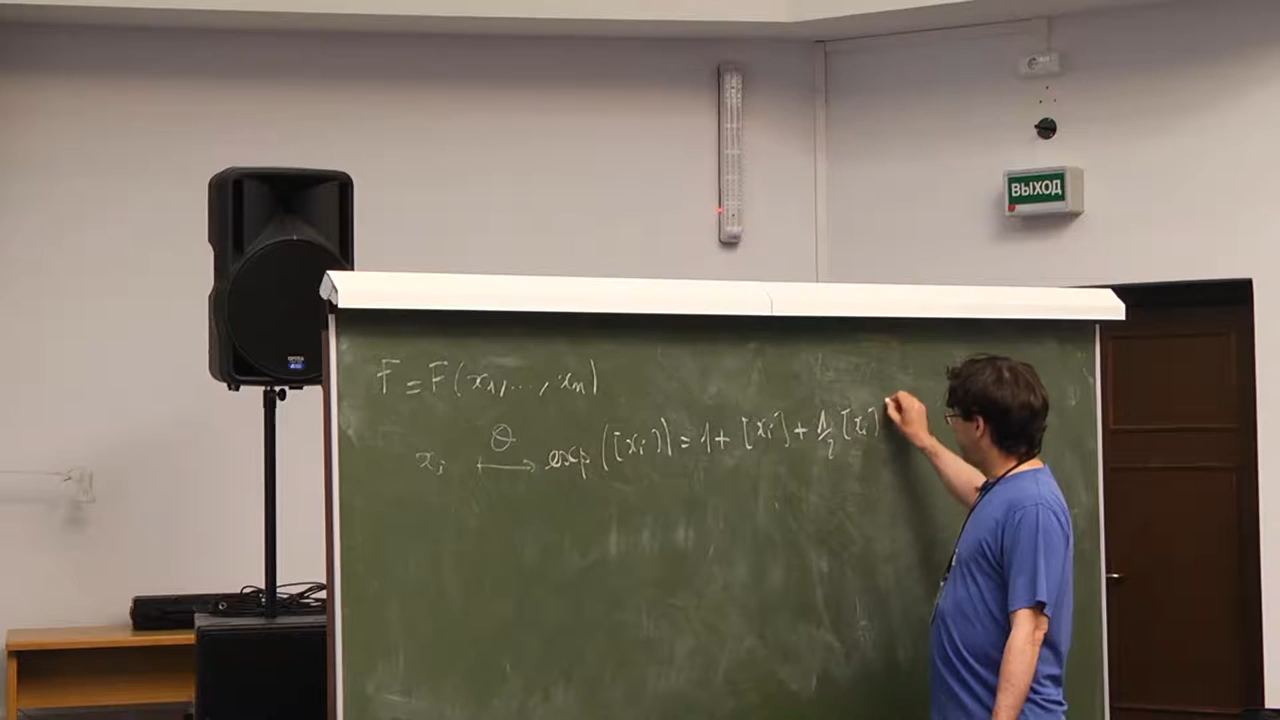 ВЫХОД
F = F(x₁, ..., xₙ)
θ
xᵢ ⟼ exp([xᵢ]) = 1 + [xᵢ] + 1/2 [xᵢ]